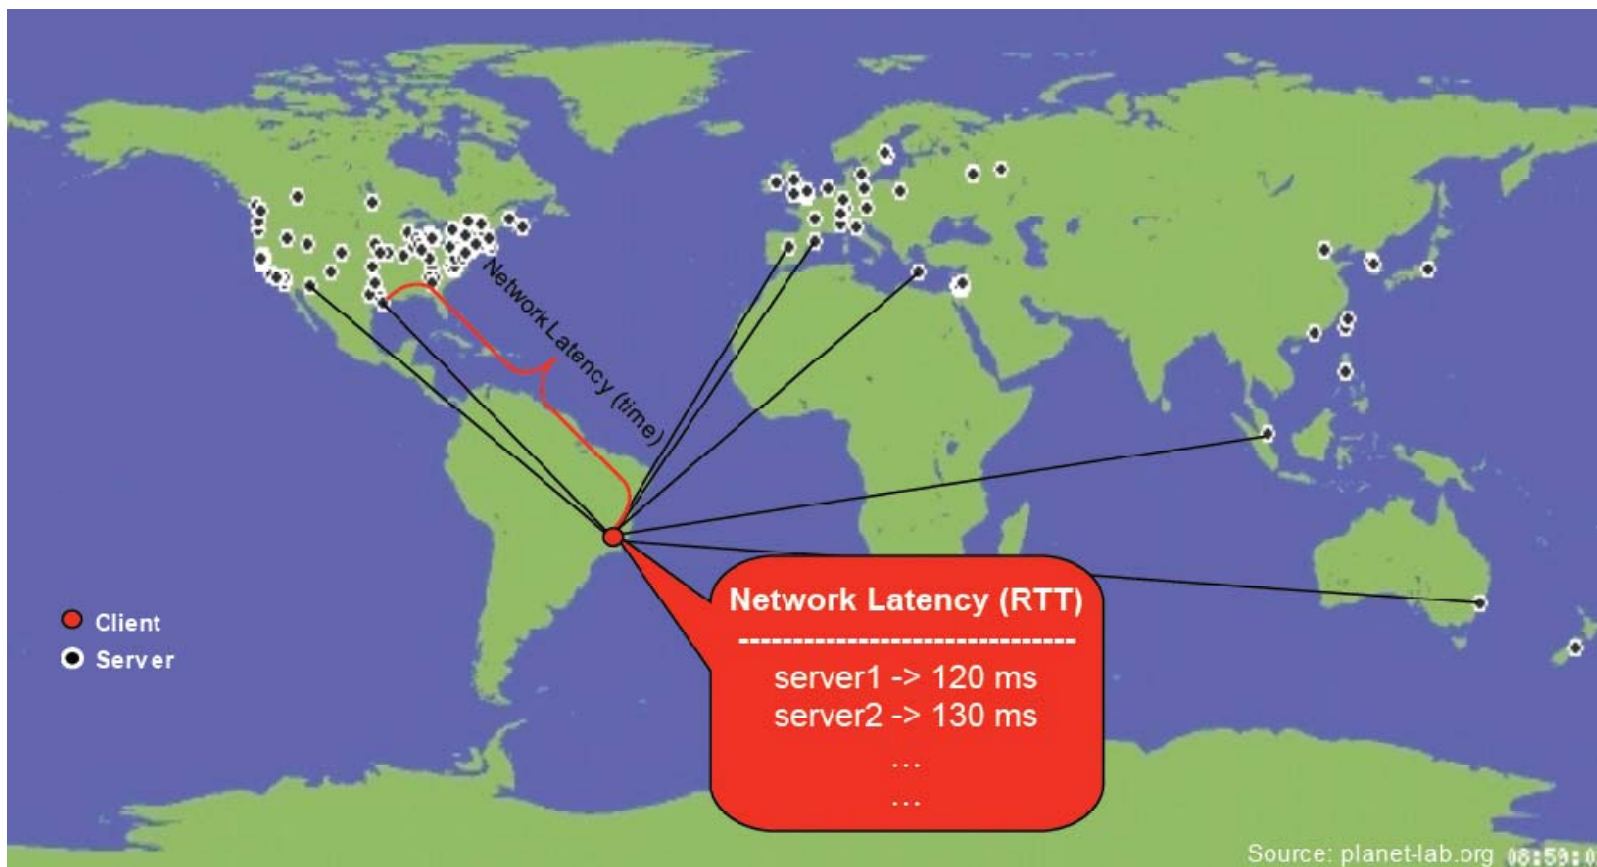 Network Latency (time)
Client
Server
Network Latency (RTT)
-------------------------------
server1 -> 120 ms
server2 -> 130 ms
...
...
Source: planet-lab.org